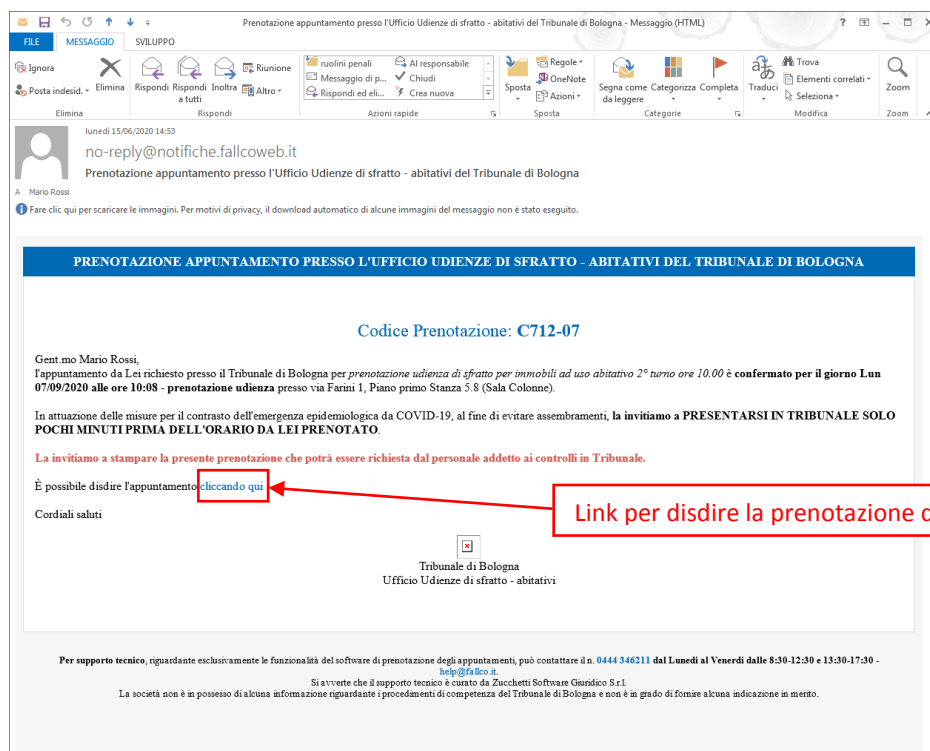 Prenotazione appuntamento presso l'Ufficio Udienze di sfratto - abitativi del Tribunale di Bologna - Messaggio (HTML)
FILE MESSAGGIO SVILUPPO
Ignora
Posta indesid.
Elimina
Rispondi Rispondi a tutti Inoltra
Riunione
Altro
ruolini penali
Messaggio di p...
Rispondi ed eli...
Al responsabile
Chiudi
Crea nuova
Sposta
Regole
OneNote
Azioni
Segna come da leggere Categorizza Completa
Traduci
Trova
Elementi correlati
Seleziona
Zoom
Elimina Rispondi Azioni rapide Sposta Categorie Modifica Zoom
lunedì 15/06/2020 14:53
no-reply@notifiche.fallcoweb.it
Prenotazione appuntamento presso l'Ufficio Udienze di sfratto - abitativi del Tribunale di Bologna
A Mario Rossi
Fare clic qui per scaricare le immagini. Per motivi di privacy, il download automatico di alcune immagini del messaggio non è stato eseguito.
PRENOTAZIONE APPUNTAMENTO PRESSO L'UFFICIO UDIENZE DI SFRATTO - ABITATIVI DEL TRIBUNALE DI BOLOGNA
Codice Prenotazione: C712-07
Gent.mo Mario Rossi,
l'appuntamento da Lei richiesto presso il Tribunale di Bologna per prenotazione udienza di sfratto per immobili ad uso abitativo 2° turno ore 10.00 è confermato per il giorno Lun
07/09/2020 alle ore 10:08 - prenotazione udienza presso via Farini 1, Piano primo Stanza 5.8 (Sala Colonne).
In attuazione delle misure per il contrasto dell'emergenza epidemiologica da COVID-19, al fine di evitare assembramenti, la invitiamo a PRESENTARSI IN TRIBUNALE SOLO
POCHI MINUTI PRIMA DELL'ORARIO DA LEI PRENOTATO.
La invitiamo a stampare la presente prenotazione che potrà essere richiesta dal personale addetto ai controlli in Tribunale.
È possibile disdire l'appuntamento cliccando qui
Link per disdire la prenotazione
Cordiali saluti
Tribunale di Bologna
Ufficio Udienze di sfratto - abitativi
Per supporto tecnico, riguardante esclusivamente le funzionalità del software di prenotazione degli appuntamenti, può contattare il n. 0444 346211 dal Lunedì al Venerdì dalle 8:30-12:30 e 13:30-17:30 -
help@fallco.it.
Si avverte che il supporto tecnico è curato da Zucchetti Software Giuridico S.r.l.
La società non è in possesso di alcuna informazione riguardante i procedimenti di competenza del Tribunale di Bologna e non è in grado di fornire alcuna indicazione in merito.